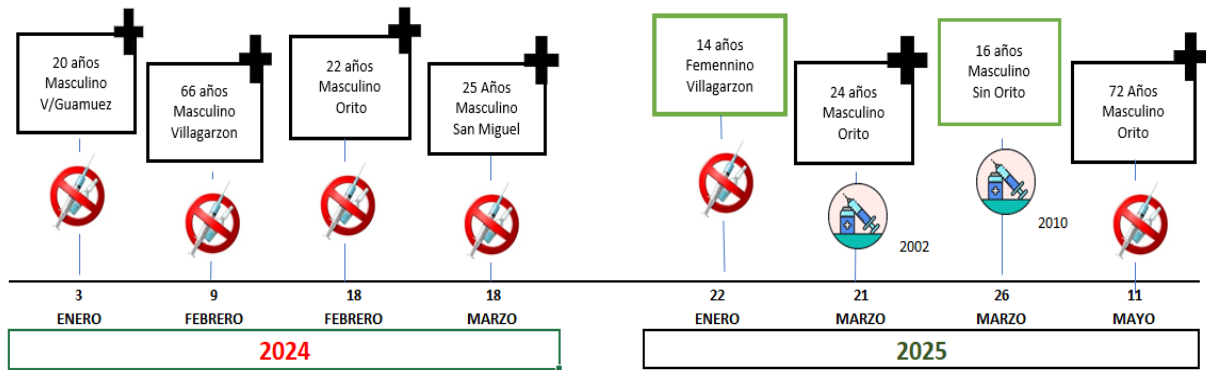 20 años
Masculino
V/Guamuez
66 años
Masculino
Villagarzon
22 años
Masculino
Orito
25 Años
Masculino
San Miguel
14 años
Femennino
Villagarzon
24 años
Masculino
Orito
16 años
Masculino
Sin Orito
72 Años
Masculino
Orito
2002
2010
3
ENERO
9
FEBRERO
18
FEBRERO
18
MARZO
22
ENERO
21
MARZO
26
MARZO
11
MAYO
2024
2025